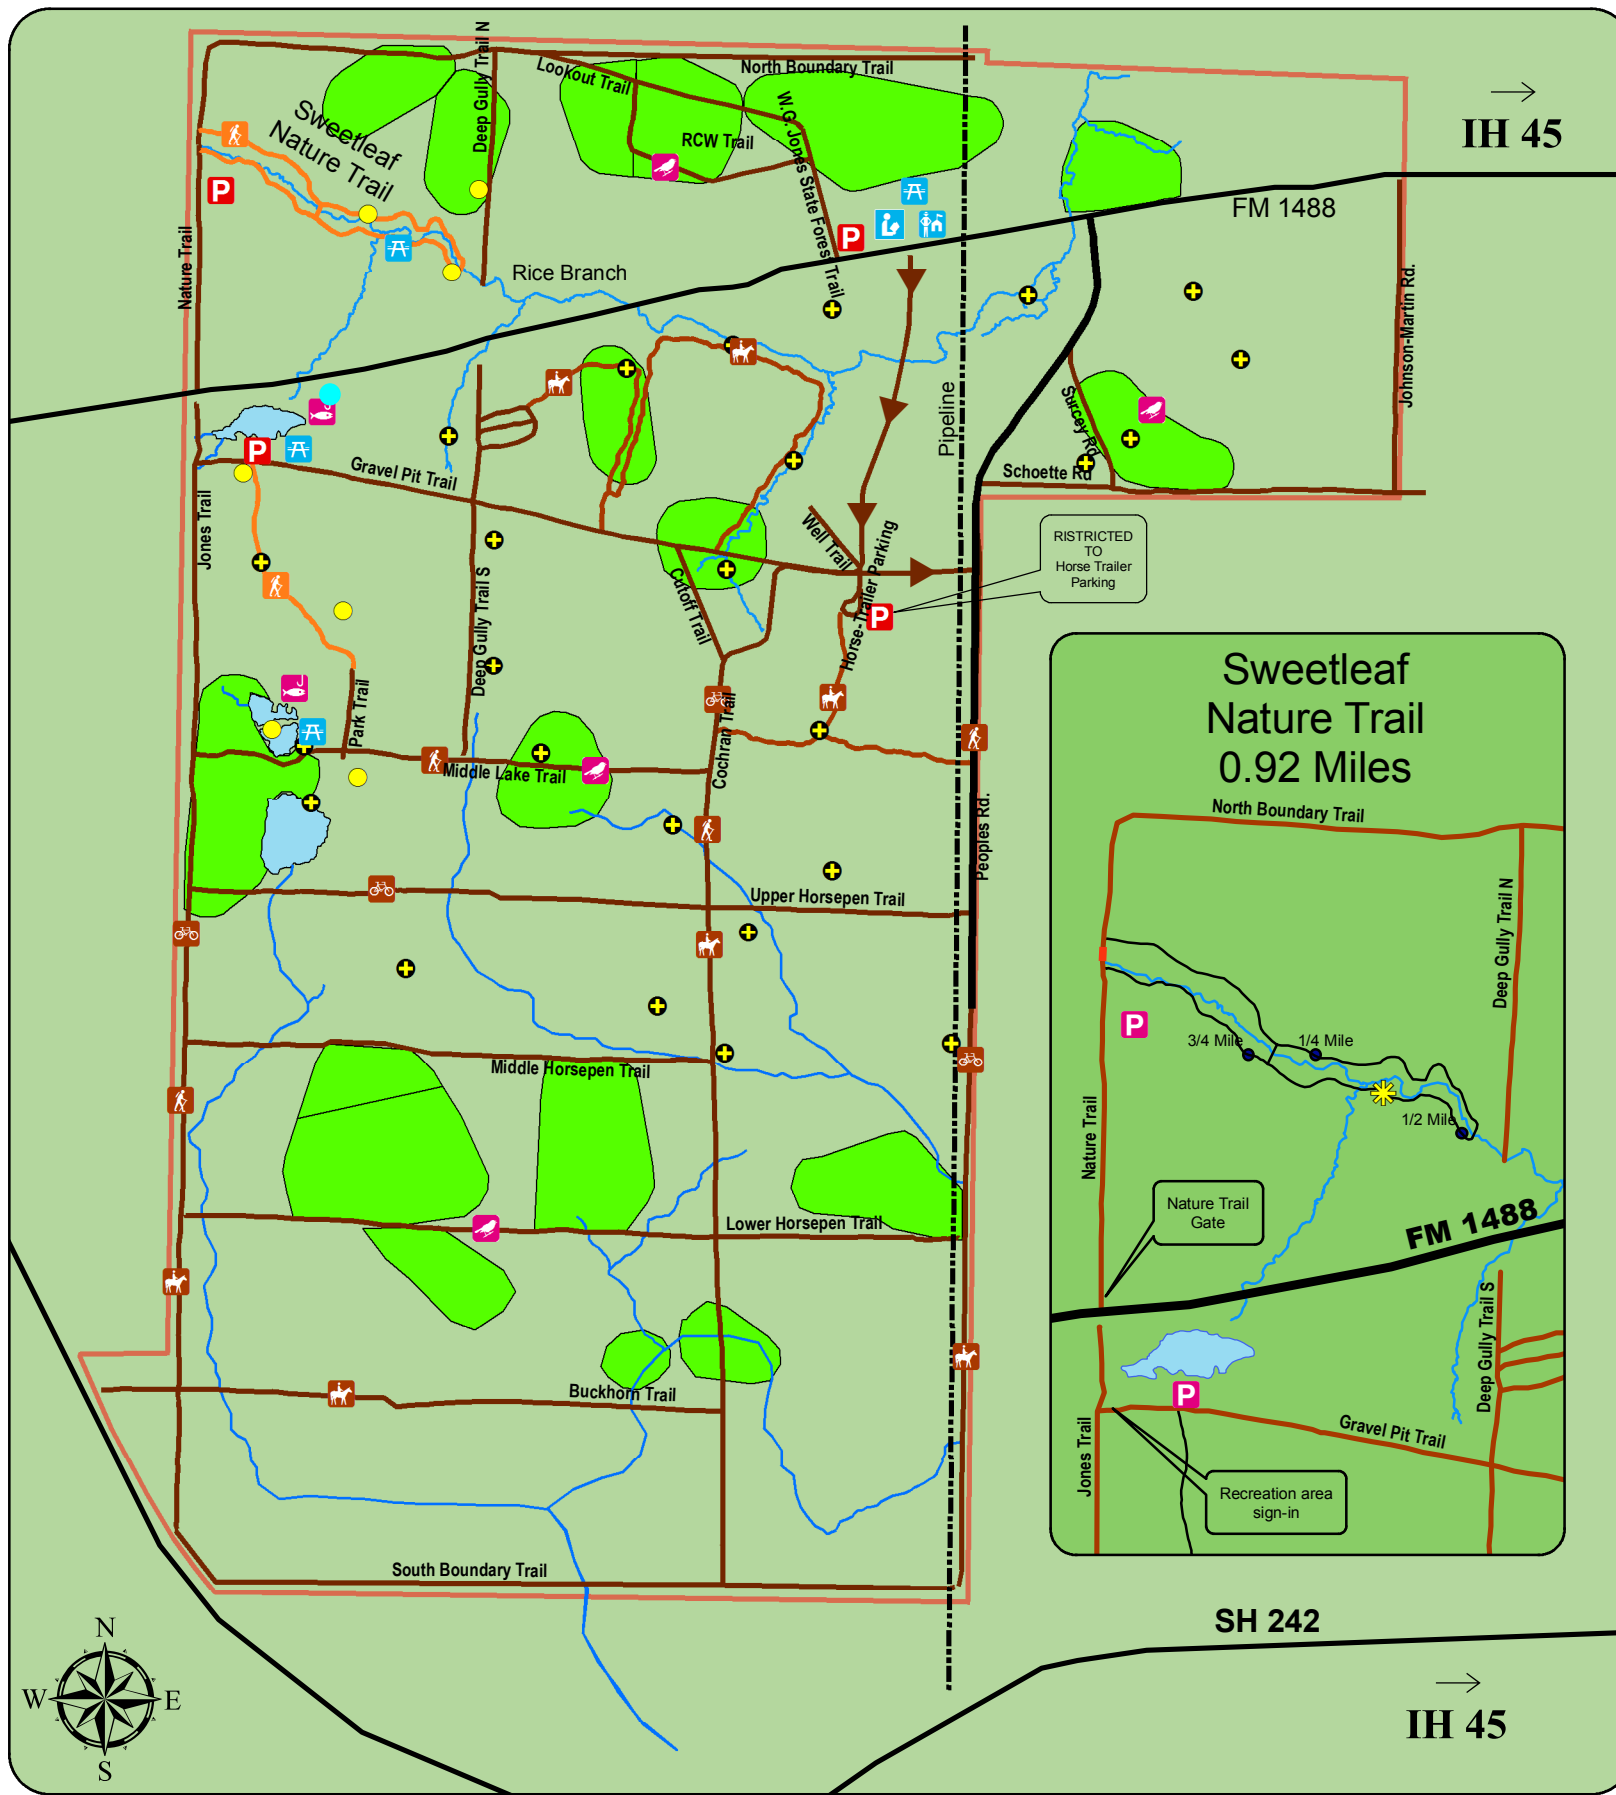 Deep Gully Trail N
Lookout Trail
North Boundary Trail
IH 45
Sweetleaf
Nature Trail
RCW Trail
W.G. Jones State Forest Trail
P
P
FM 1488
Nature Trail
Rice Branch
Johnson-Martin Rd.
Pipeline
Surcey Rd
P
Gravel Pit Trail
Schoette Rd
Jones Trail
Well Trail
Horse-Trailer Parking
RISTRICTED
TO
Horse Trailer
Parking
Cutoff Trail
Deep Gully Trail S
P
Park Trail
Cochran Trail
Middle Lake Trail
Peoples Rd.
Upper Horsepen Trail
Middle Horsepen Trail
Lower Horsepen Trail
Buckhorn Trail
South Boundary Trail
Sweetleaf
Nature Trail
0.92 Miles
North Boundary Trail
Deep Gully Trail N
P
3/4 Mile
1/4 Mile
1/2 Mile
Nature Trail
Nature Trail
Gate
FM 1488
Deep Gully Trail S
P
Gravel Pit Trail
Jones Trail
Recreation area
sign-in
SH 242
IH 45
N
W
E
S